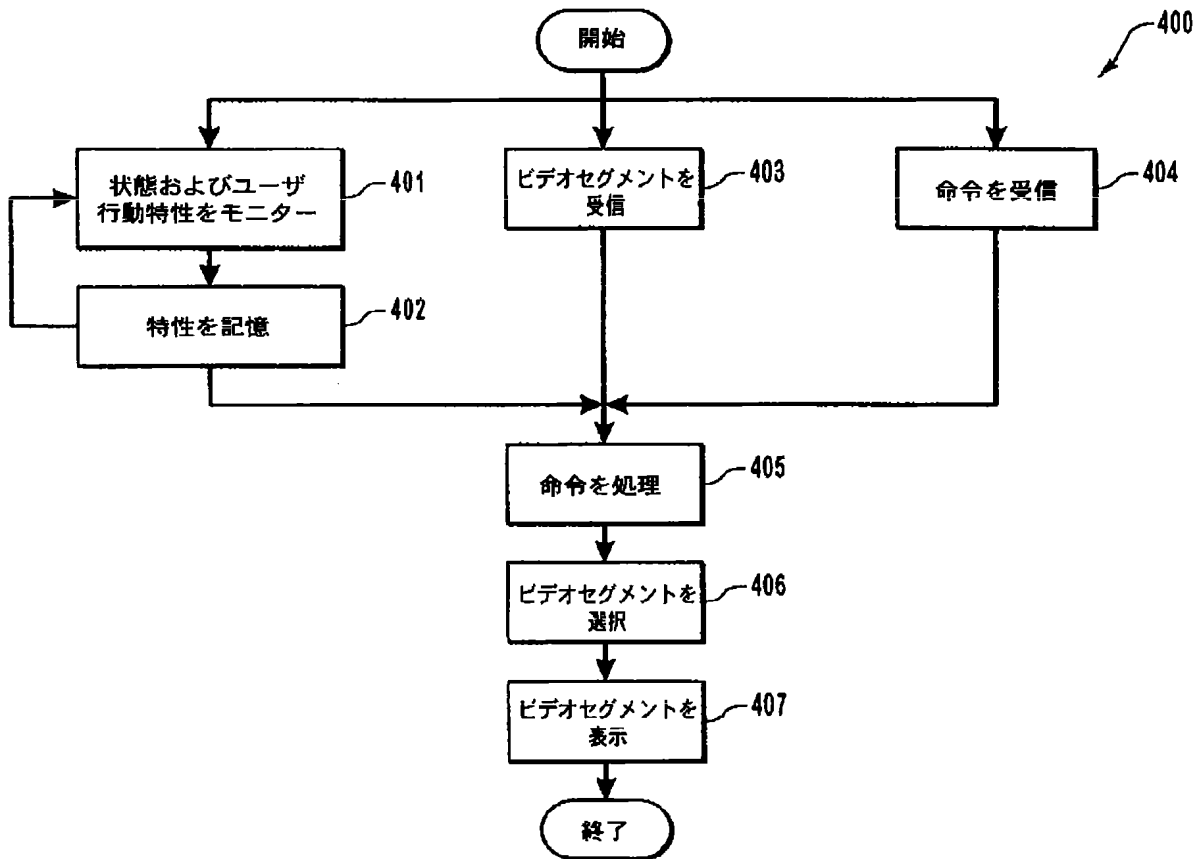 開始
400
状態およびユーザ
行動特性をモニター
401
ビデオセグメントを
受信
403
命令を受信
404
特性を記憶
402
命令を処理
405
ビデオセグメントを
選択
406
ビデオセグメントを
表示
407
終了